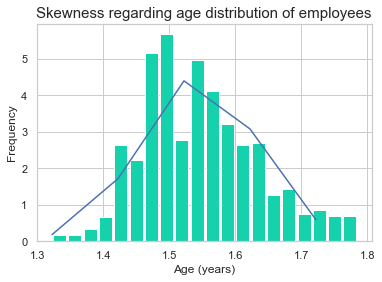 Skewness regarding age distribution of employees
Frequency
5
4
3
2
1
0
1.3 1.4 1.5 1.6 1.7 1.8
Age (years)